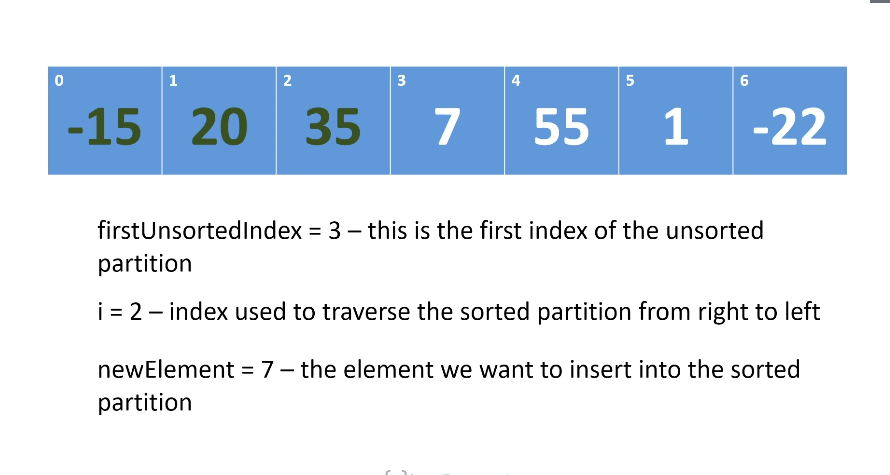 0 1 2 3 4 5 6
-15 20 35 7 55 1 -22
firstUnsortedIndex = 3 – this is the first index of the unsorted
partition
i = 2 – index used to traverse the sorted partition from right to left
newElement = 7 – the element we want to insert into the sorted
partition